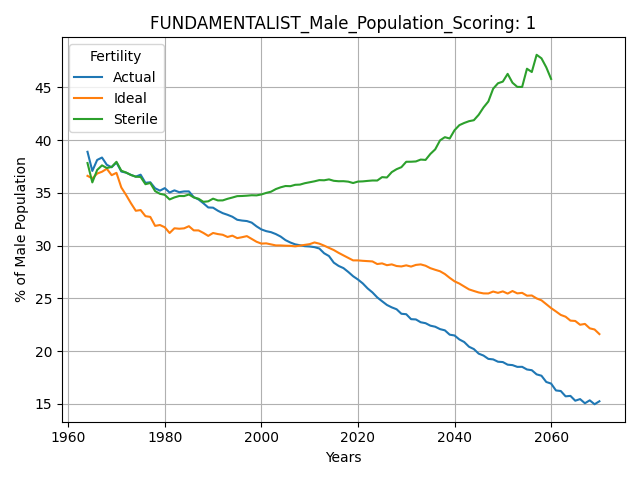 FUNDAMENTALIST_Male_Population_Scoring: 1
Fertility
Actual
Ideal
Sterile
% of Male Population
45
40
35
30
25
20
15
1960
1980
2000
2020
2040
2060
Years